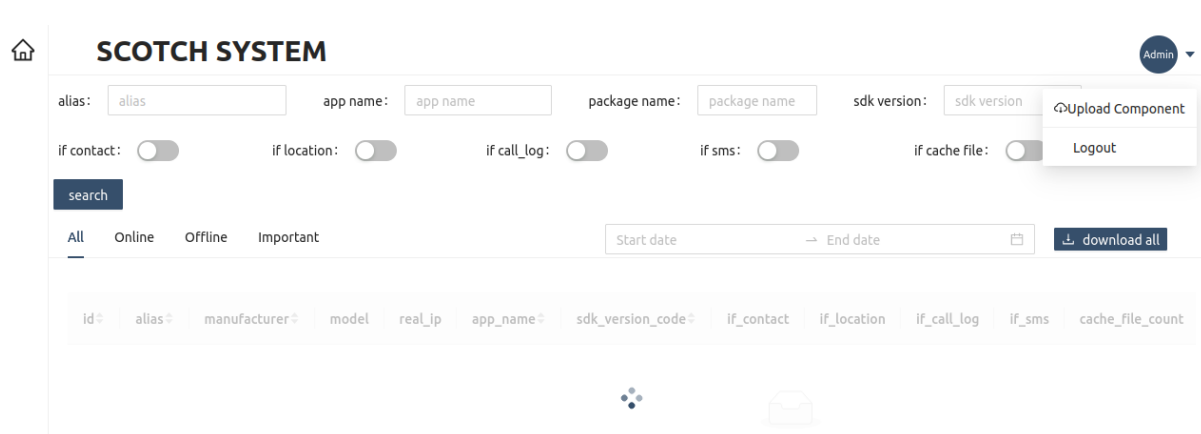 SCOTCH SYSTEM
Admin
alias: alias app name: app name package name: package name sdk version: sdk version
Upload Component
if contact: if location: if call_log: if sms: if cache file:
Logout
search
All Online Offline Important Start date → End date download all
id alias manufacturer model real_ip app_name sdk_version_code if_contact if_location if_call_log if_sms cache_file_count